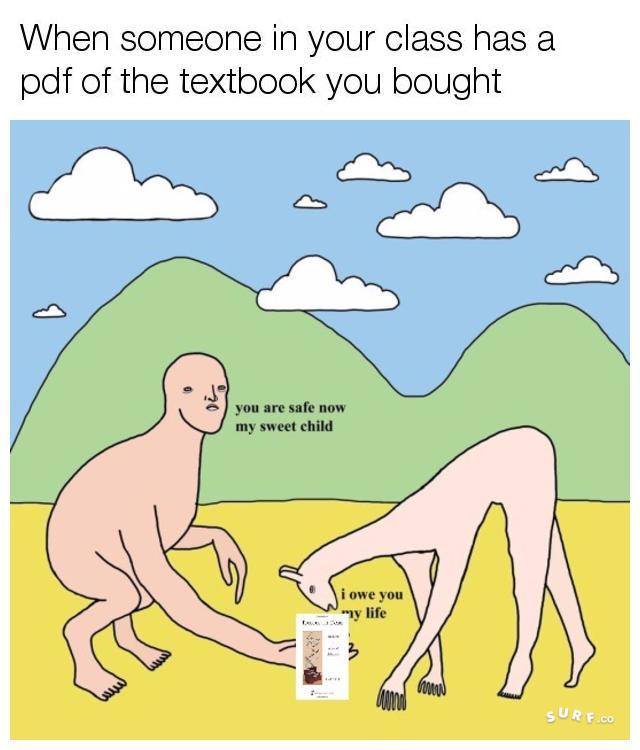 When someone in your class has a
pdf of the textbook you bought
you are safe now
my sweet child
i owe you
my life
SURF.co